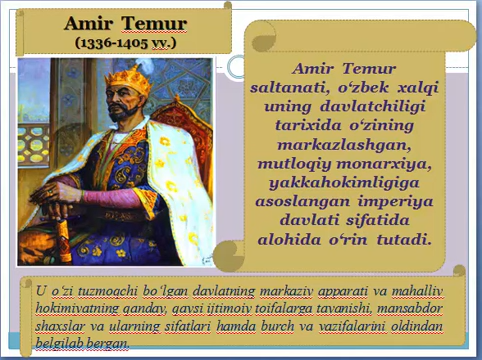 Amir Temur
(1336-1405 yy.)
Amir Temur
saltanati, o‘zbek xalqi
uning davlatchiligi
tarixida o‘zining
markazlashgan,
mutloqiy monarxiya,
yakkahokimligiga
asoslangan imperiya
davlati sifatida
alohida o‘rin tutadi.
U o‘zi tuzmoqchi bo‘lgan davlatning markaziy apparati va mahalliy
hokimiyatning qanday, qaysi ijtimoiy toifalarga tayanishi, mansabdor
shaxslar va ularning sifatlari hamda burch va vazifalarini oldindan
belgilab bergan.